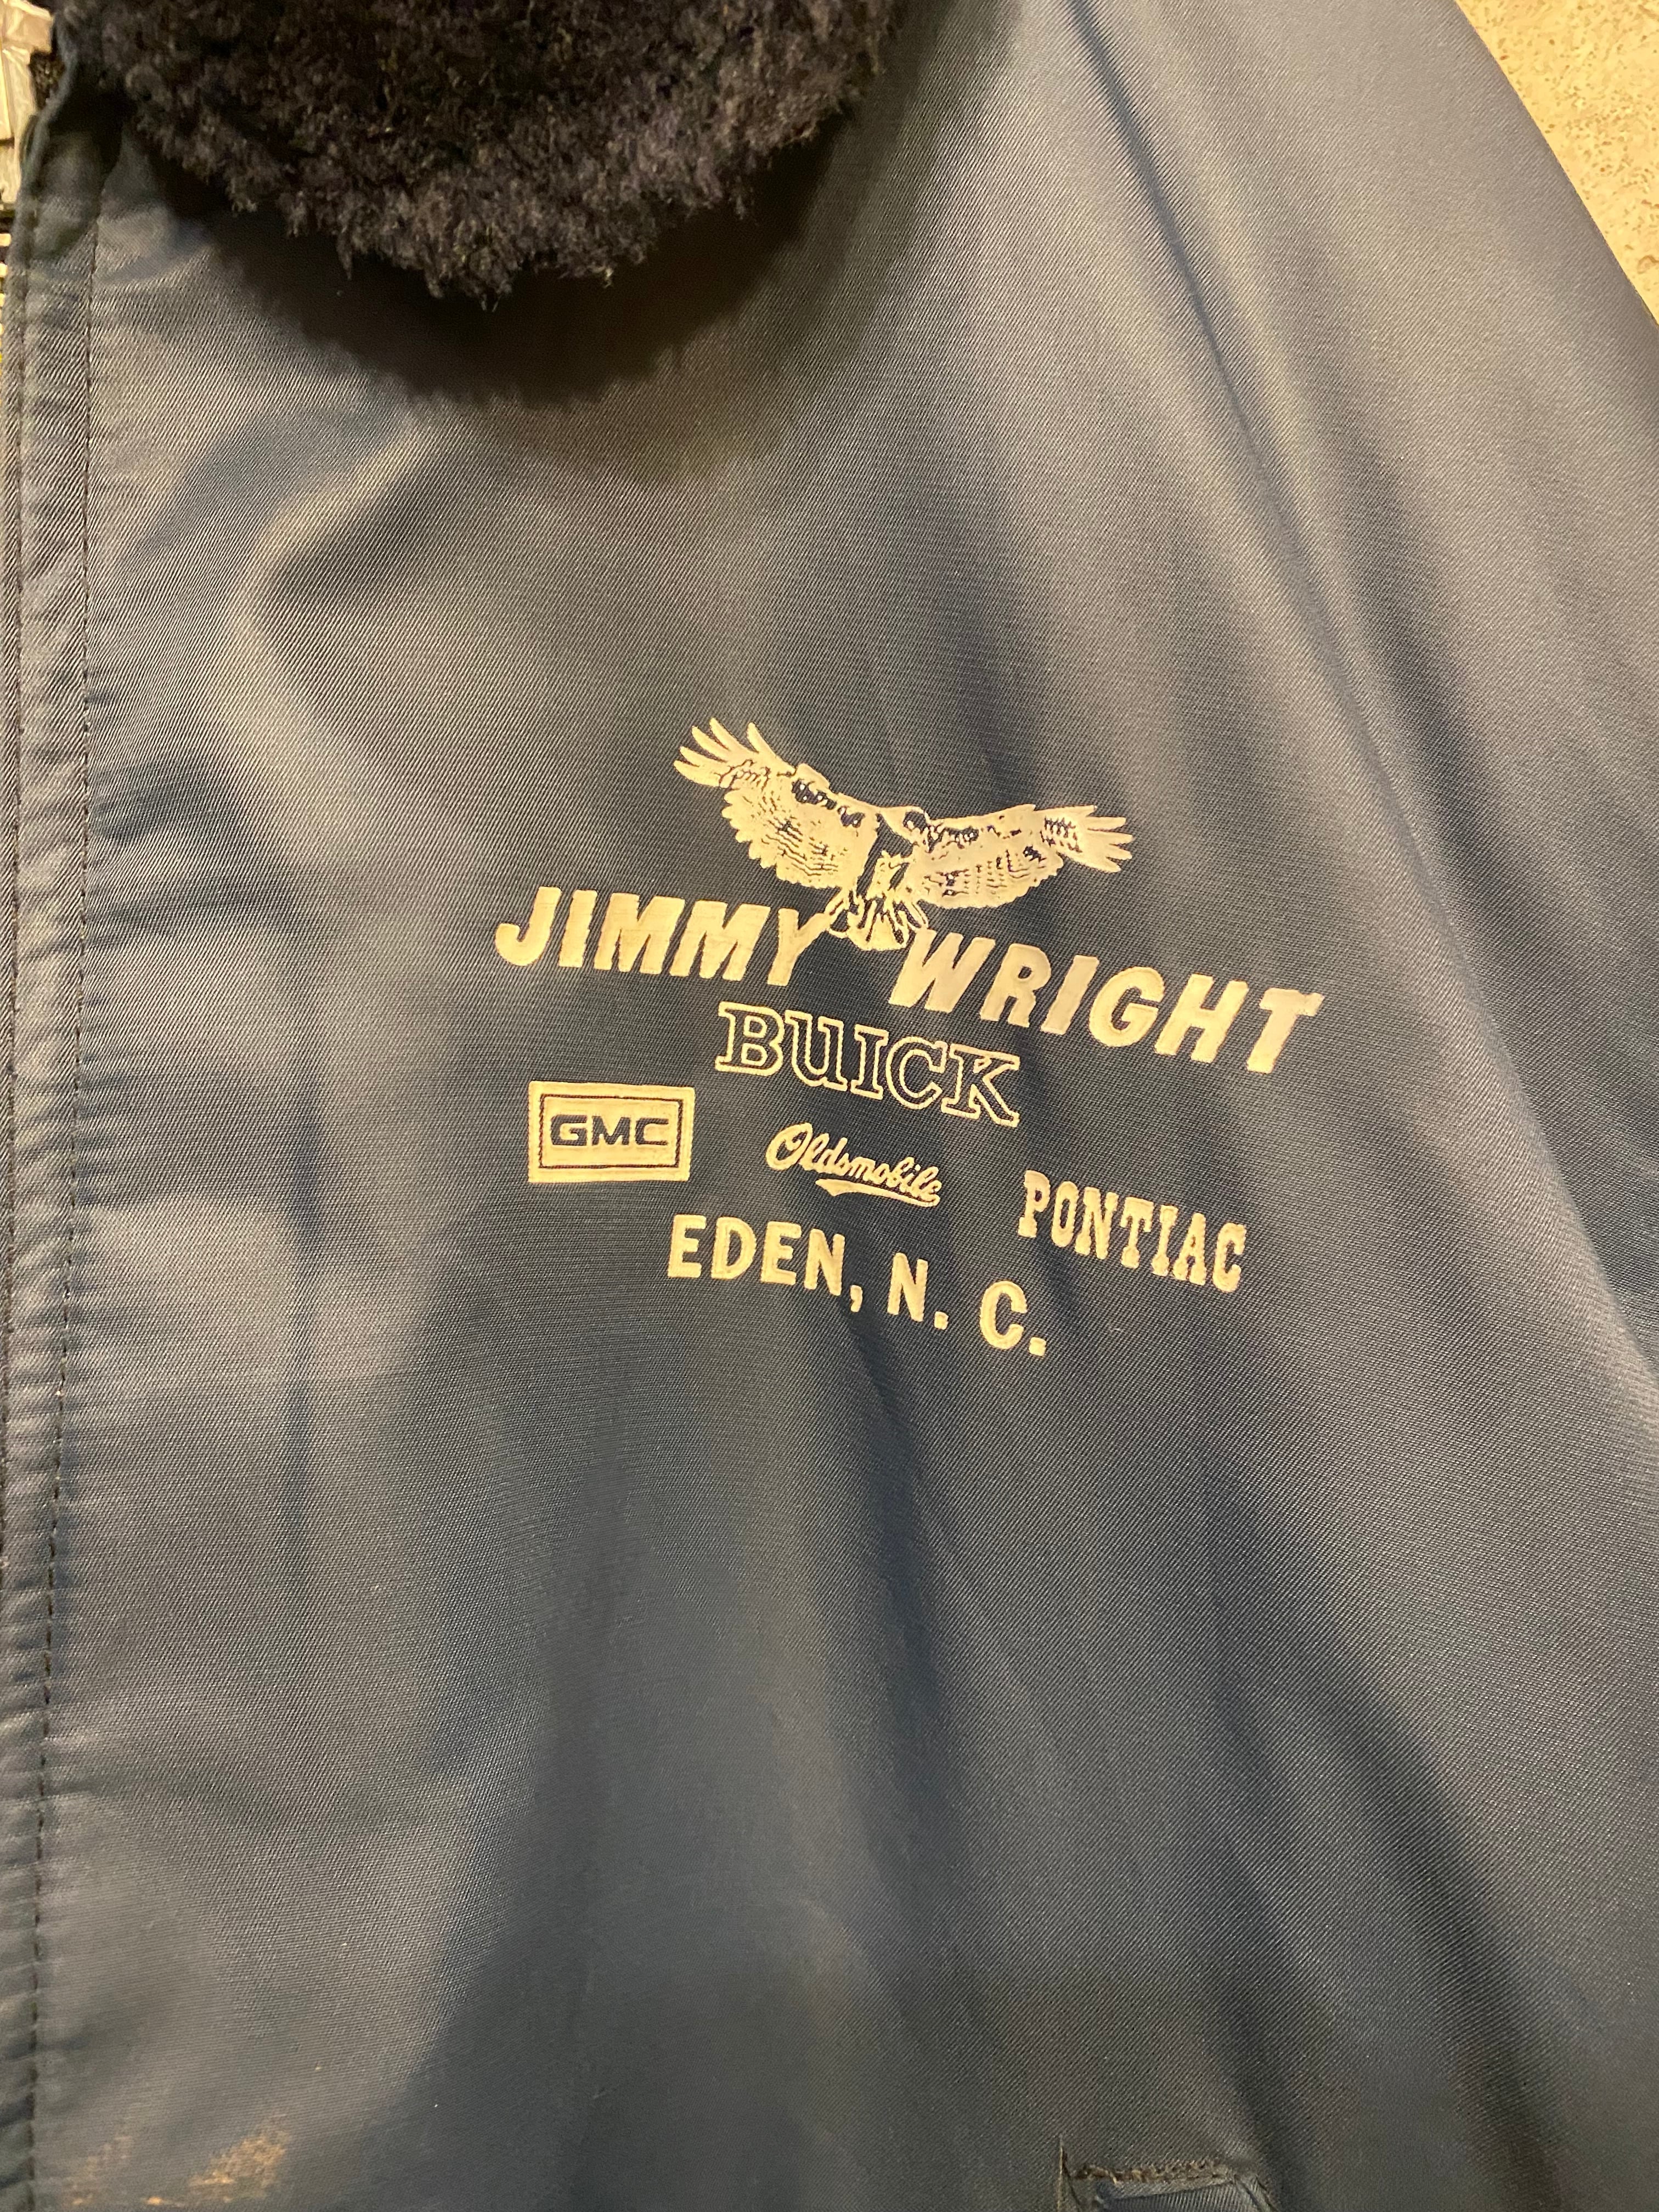 JIMMY WRIGHT
BUICK
GMC Oldsmobile PONTIAC
EDEN, N. C.